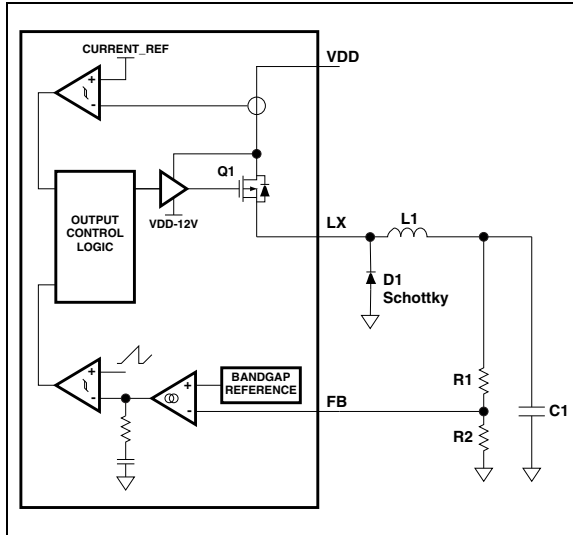 CURRENT_REF
VDD
+
-
Q1
OUTPUT
CONTROL
LOGIC
VDD-12V
LX
L1
D1
Schottky
+
-
+
-
BANDGAP
REFERENCE
FB
R1
R2
C1